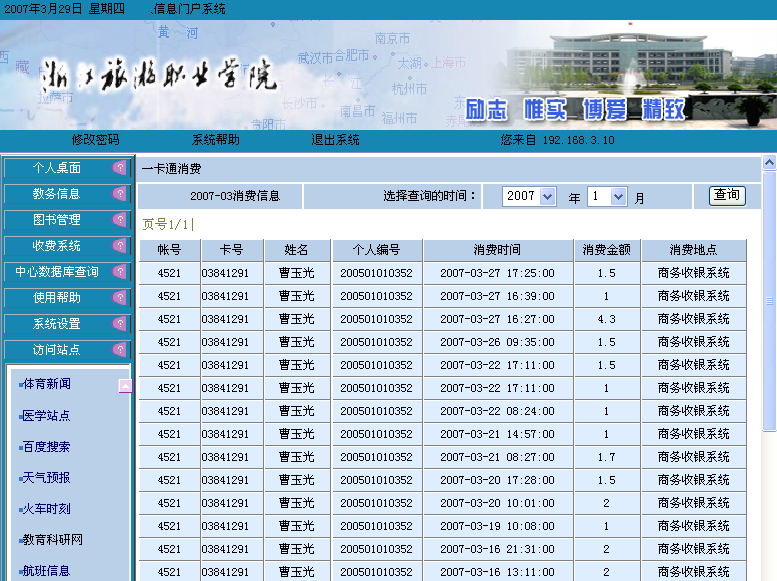 2007年3月29日 星期四 信息门户系统
黄 河
南京市
西 藏
武汉市
合肥市
太湖
上海市
长江
杭州市
拉萨市
长沙市
南昌市
福州市
贵阳市
浙江旅游职业学院
励志 惟实 博爱 精致
修改密码 系统帮助 退出系统 您来自 192.168.3.10
个人桌面
教务信息
图书管理
收费系统
中心数据库查询
使用帮助
系统设置
访问站点
体育新闻
医学站点
百度搜索
天气预报
火车时刻
教育科研网
航班信息
一卡通消费
2007-03消费信息 选择查询的时间： 2007 年 1 月 查询
页号1/1|
帐号 卡号 姓名 个人编号 消费时间 消费金额 消费地点
4521 03841291 曹玉光 200501010352 2007-03-27 17:25:00 1.5 商务收银系统
4521 03841291 曹玉光 200501010352 2007-03-27 16:39:00 1 商务收银系统
4521 03841291 曹玉光 200501010352 2007-03-27 16:27:00 4.3 商务收银系统
4521 03841291 曹玉光 200501010352 2007-03-26 09:35:00 1.5 商务收银系统
4521 03841291 曹玉光 200501010352 2007-03-22 17:11:00 1.5 商务收银系统
4521 03841291 曹玉光 200501010352 2007-03-22 17:11:00 1 商务收银系统
4521 03841291 曹玉光 200501010352 2007-03-22 08:24:00 1 商务收银系统
4521 03841291 曹玉光 200501010352 2007-03-21 14:57:00 1 商务收银系统
4521 03841291 曹玉光 200501010352 2007-03-21 08:27:00 1.7 商务收银系统
4521 03841291 曹玉光 200501010352 2007-03-20 17:28:00 1.5 商务收银系统
4521 03841291 曹玉光 200501010352 2007-03-20 10:01:00 2 商务收银系统
4521 03841291 曹玉光 200501010352 2007-03-19 10:08:00 1 商务收银系统
4521 03841291 曹玉光 200501010352 2007-03-16 21:31:00 2 商务收银系统
4521 03841291 曹玉光 200501010352 2007-03-16 13:11:00 2 商务收银系统